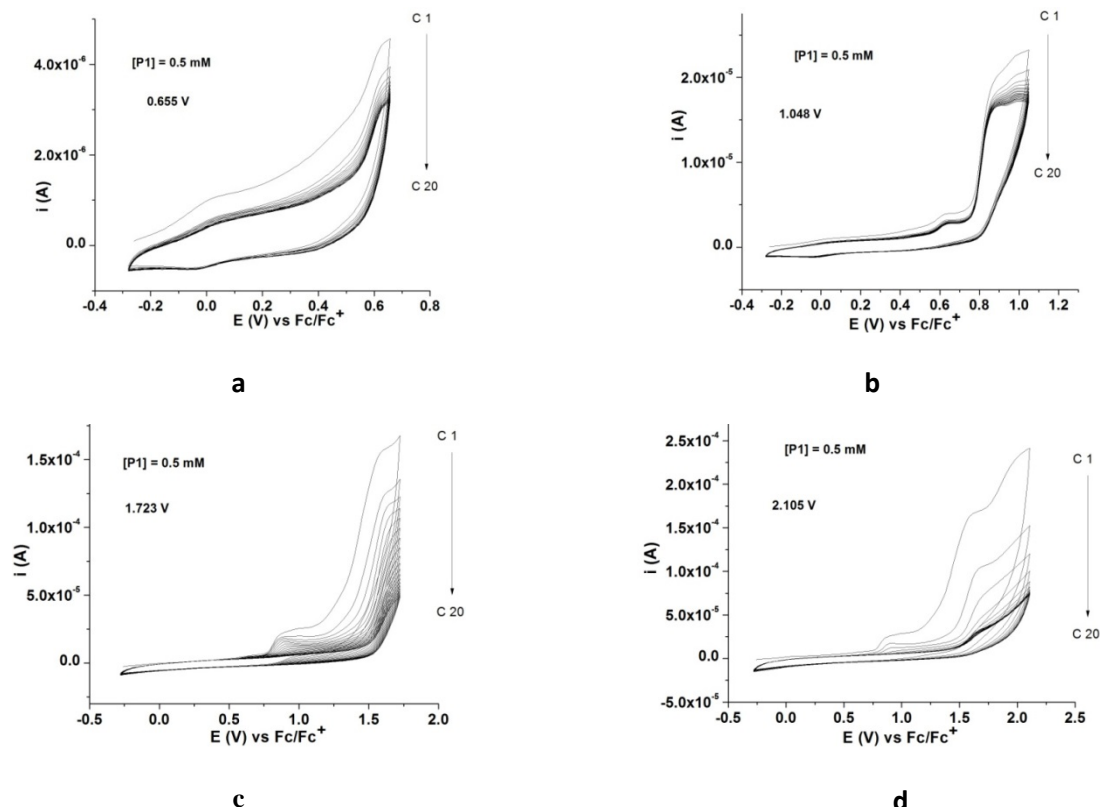 C 1
[P1] = 0.5 mM
0.655 V
C 20
4.0x10⁻⁶
2.0x10⁻⁶
0.0
i (A)
-0.4 -0.2 0.0 0.2 0.4 0.6 0.8
E (V) vs Fc/Fc⁺
a
C 1
[P1] = 0.5 mM
1.048 V
C 20
2.0x10⁻⁵
1.0x10⁻⁵
0.0
i (A)
-0.4 -0.2 0.0 0.2 0.4 0.6 0.8 1.0 1.2
E (V) vs Fc/Fc⁺
b
C 1
[P1] = 0.5 mM
1.723 V
C 20
1.5x10⁻⁴
1.0x10⁻⁴
5.0x10⁻⁵
0.0
i (A)
-0.5 0.0 0.5 1.0 1.5 2.0
E (V) vs Fc/Fc⁺
c
C 1
[P1] = 0.5 mM
2.105 V
C 20
2.5x10⁻⁴
2.0x10⁻⁴
1.5x10⁻⁴
1.0x10⁻⁴
5.0x10⁻⁵
0.0
-5.0x10⁻⁵
i (A)
-0.5 0.0 0.5 1.0 1.5 2.0 2.5
E (V) vs Fc/Fc⁺
d